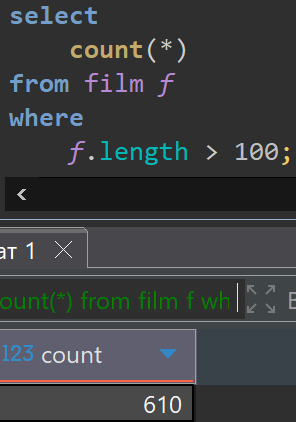 select
count(*)
from film f
where
f.length > 100;
ат 1
ount(*) from film f wh
123 count
610